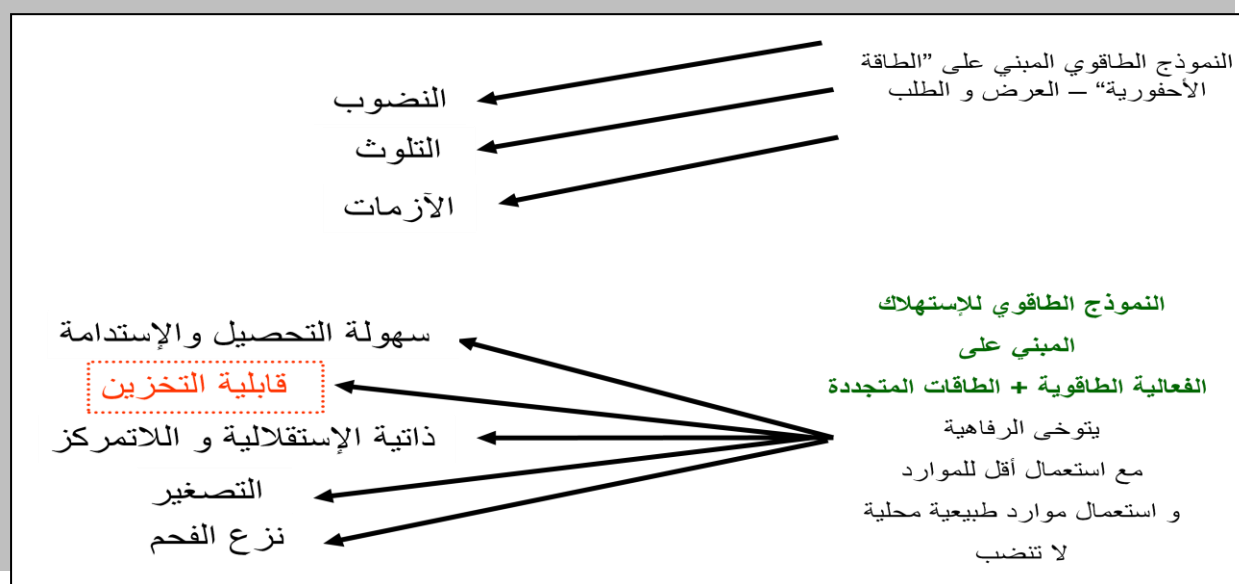 النموذج الطاقوي المبني على ”الطاقة
الأحفورية“ – العرض و الطلب
النضوب
التلوث
الآزمات
النموذج الطاقوي للإستهلاك
المبني على
الفعالية الطاقوية + الطاقات المتجددة
يتوخى الرفاهية
مع استعمال أقل للموارد
و استعمال موارد طبيعية محلية
لا تنضب
سهولة التحصيل والإستدامة
قابلية التخزين
ذاتية الإستقلالية و اللاتمركز
التصغير
نزع الفحم